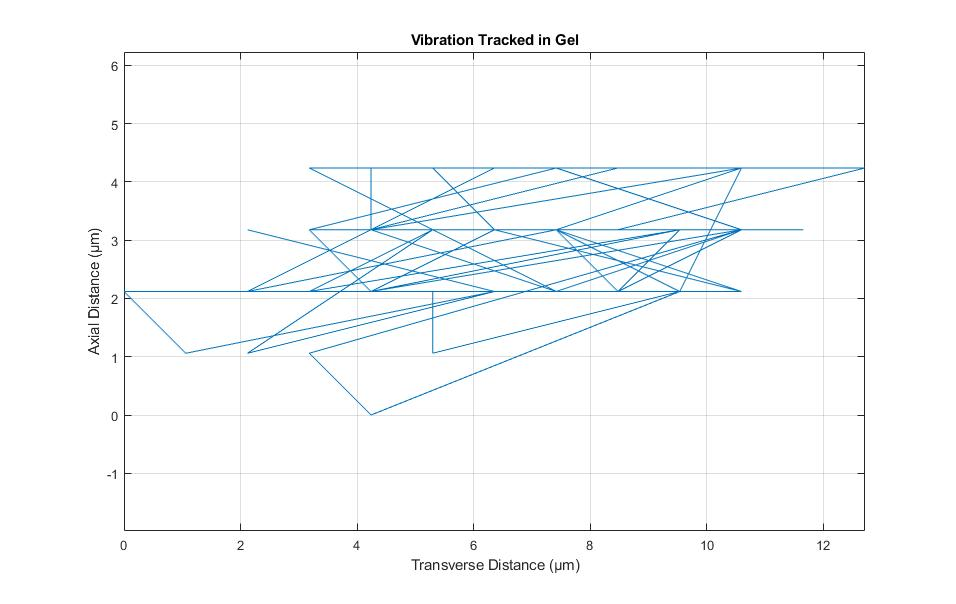 Vibration Tracked in Gel
6
5
4
3
2
1
0
-1
Axial Distance (µm)
0 2 4 6 8 10 12
Transverse Distance (µm)